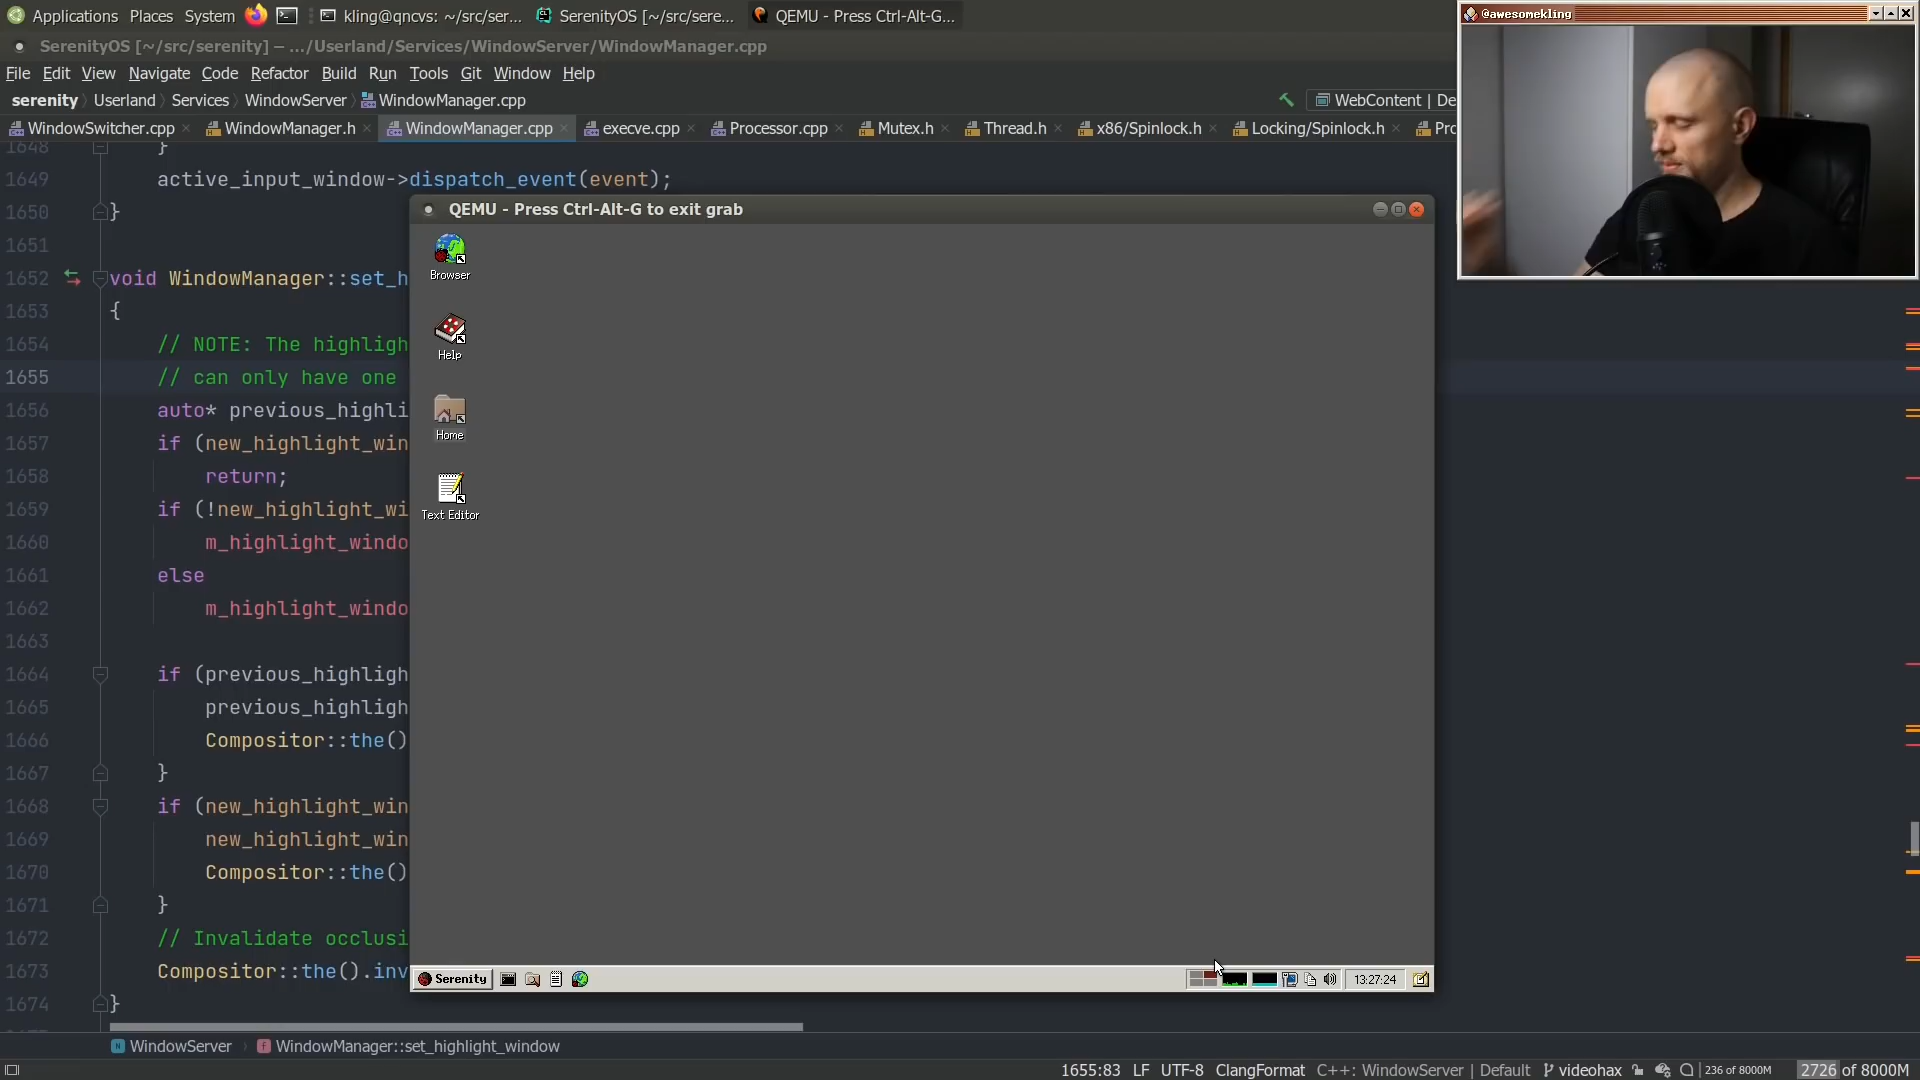 Applications Places System kling@qncvs: ~/src/ser... SerenityOS [~/src/sere... QEMU - Press Ctrl-Alt-G...
@awesomekling
SerenityOS [~/src/serenity] – .../Userland/Services/WindowServer/WindowManager.cpp
File Edit View Navigate Code Refactor Build Run Tools Git Window Help
serenity Userland Services WindowServer WindowManager.cpp WebContent | De
WindowSwitcher.cpp WindowManager.h WindowManager.cpp execve.cpp Processor.cpp Mutex.h Thread.h x86/Spinlock.h Locking/Spinlock.h Pro
1648 }
1649 active_input_window->dispatch_event(event);
1650 }
1651
1652 void WindowManager::set_h
1653 {
1654 // NOTE: The highligh
1655 // can only have one
1656 auto* previous_highli
1657 if (new_highlight_win
1658 return;
1659 if (!new_highlight_wi
1660 m_highlight_windo
1661 else
1662 m_highlight_windo
1663
1664 if (previous_highligh
1665 previous_highligh
1666 Compositor::the()
1667 }
1668 if (new_highlight_win
1669 new_highlight_win
1670 Compositor::the()
1671 }
1672 // Invalidate occlusi
1673 Compositor::the().inv
1674 }
QEMU - Press Ctrl-Alt-G to exit grab
Browser
Help
Home
Text Editor
Serenity 13:27:24
WindowServer WindowManager::set_highlight_window
1655:83 LF UTF-8 ClangFormat C++: WindowServer | Default videohax 236 of 8000M 2726 of 8000M